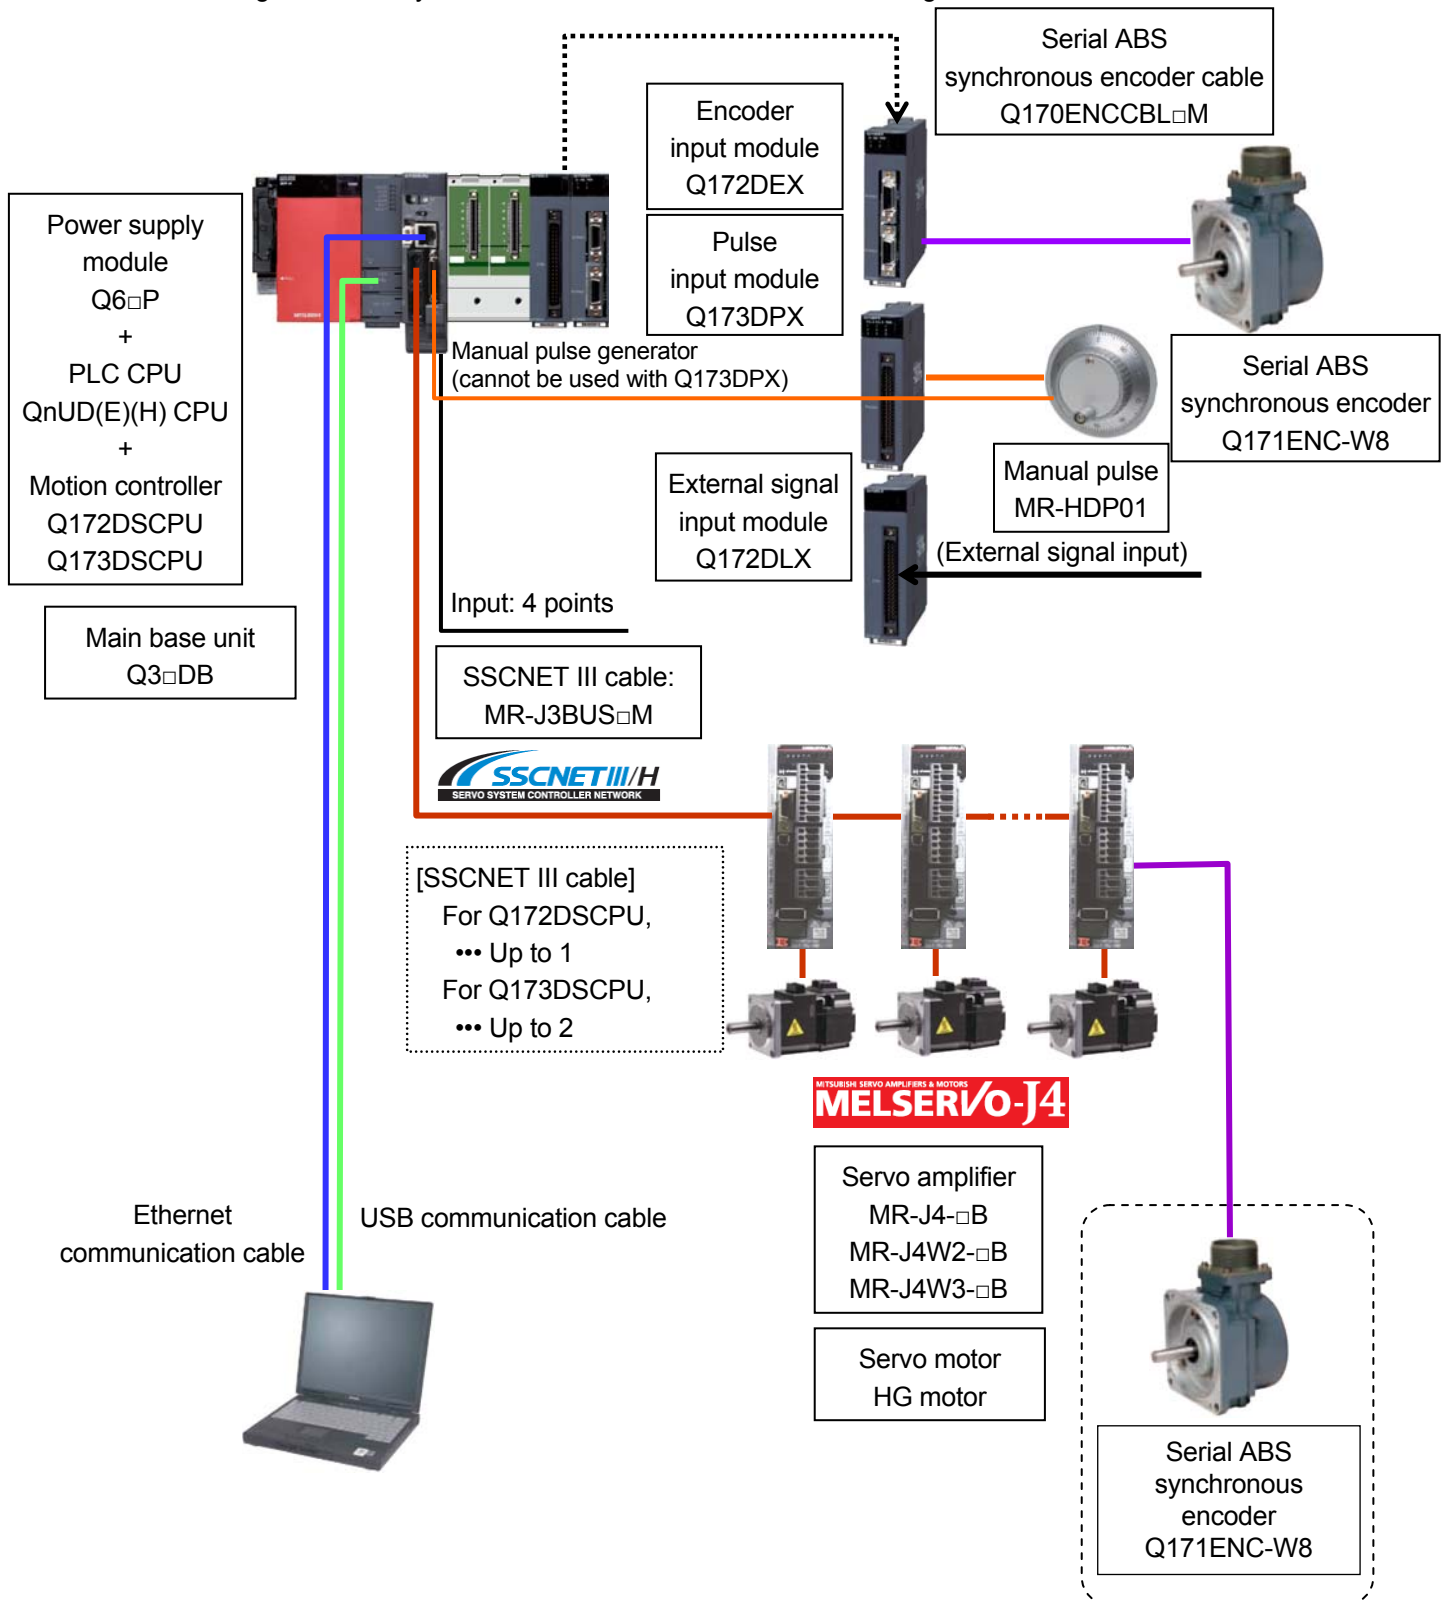 Serial ABS
synchronous encoder cable
Q170ENCCBL□M
Encoder
input module
Q172DEX
Pulse
input module
Q173DPX
Power supply
module
Q6□P
+
PLC CPU
QnUD(E)(H) CPU
+
Motion controller
Q172DSCPU
Q173DSCPU
Manual pulse generator
(cannot be used with Q173DPX)
Serial ABS
synchronous encoder
Q171ENC-W8
Manual pulse
MR-HDP01
External signal
input module
Q172DLX
(External signal input)
Input: 4 points
Main base unit
Q3□DB
SSCNET III cable:
MR-J3BUS□M
SSCNETIII/H
SERVO SYSTEM CONTROLLER NETWORK
[SSCNET III cable]
For Q172DSCPU,
••• Up to 1
For Q173DSCPU,
••• Up to 2
MITSUBISHI SERVO AMPLIFIERS & MOTORS
MELSERVO-J4
Servo amplifier
MR-J4-□B
MR-J4W2-□B
MR-J4W3-□B
Servo motor
HG motor
Ethernet
communication cable
USB communication cable
Serial ABS
synchronous
encoder
Q171ENC-W8